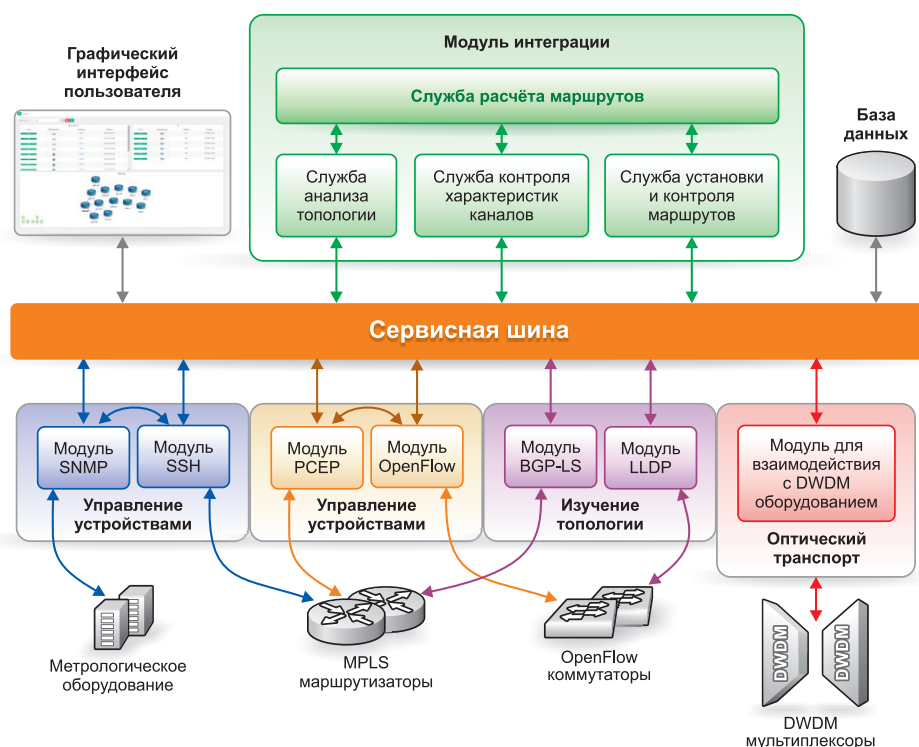 Графический
интерфейс
пользователя
Модуль интеграции
Служба расчёта маршрутов
Служба
анализа
топологии
Служба контроля
характеристик
каналов
Служба установки
и контроля
маршрутов
База
данных
Сервисная шина
Модуль
SNMP
Модуль
SSH
Управление
устройствами
Модуль
PCEP
Модуль
OpenFlow
Управление
устройствами
Модуль
BGP-LS
Модуль
LLDP
Изучение
топологии
Модуль для
взаимодействия
с DWDM
оборудованием
Оптический
транспорт
Метрологическое
оборудование
MPLS
маршрутизаторы
OpenFlow
коммутаторы
DWDM
DWDM
DWDM
мультиплексоры